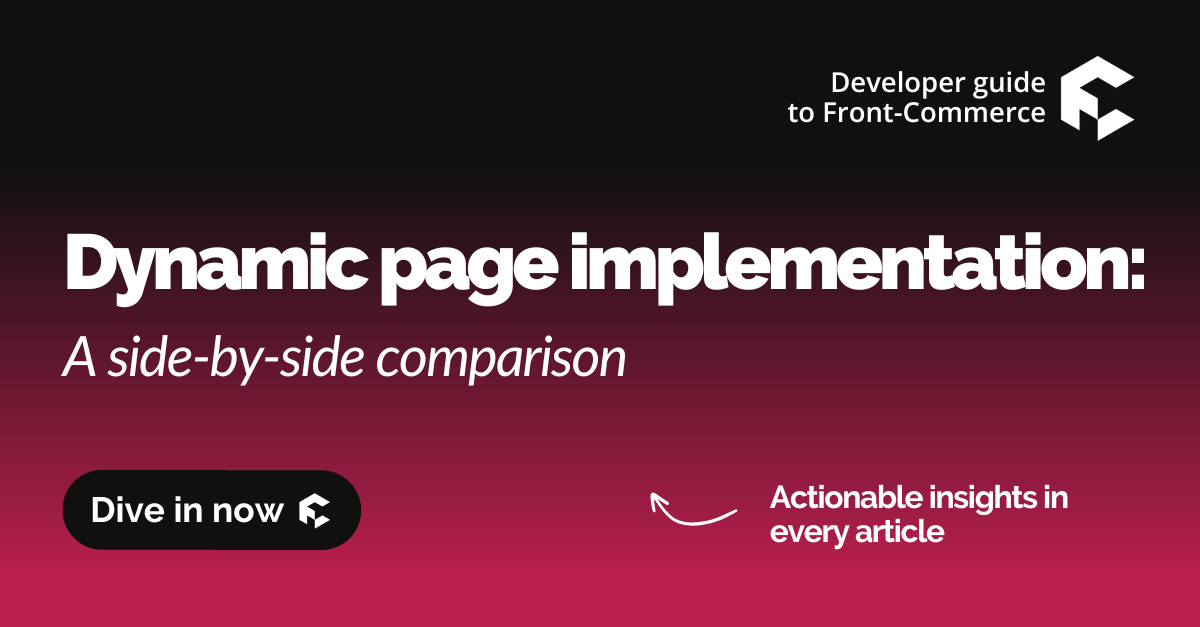 Developer guide
to Front-Commerce
Dynamic page implementation:
A side-by-side comparison
Dive in now
Actionable insights in
every article